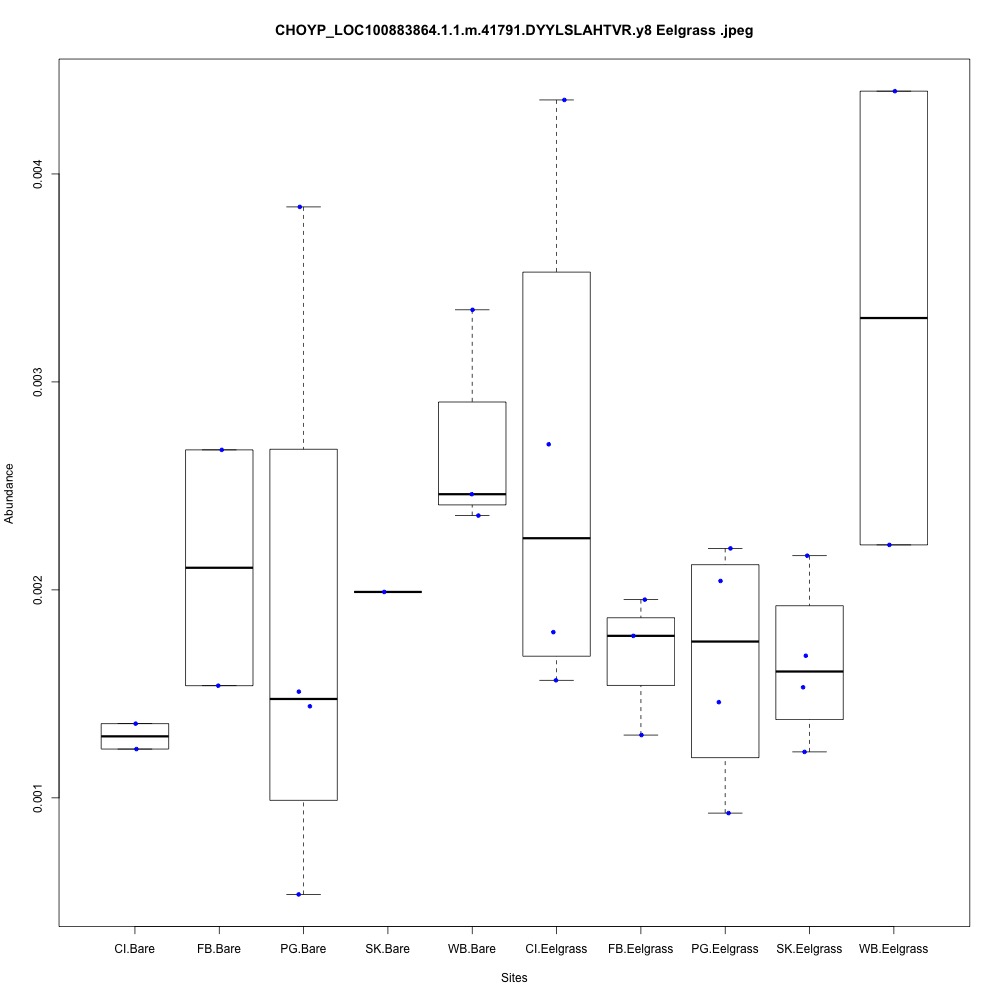 CHOYP_LOC100883864.1.1.m.41791.DYYLSLAHTVR.y8 Eelgrass .jpeg
Abundance
0.004
0.003
0.002
0.001
CI.Bare FB.Bare PG.Bare SK.Bare WB.Bare CI.Eelgrass FB.Eelgrass PG.Eelgrass SK.Eelgrass WB.Eelgrass
Sites